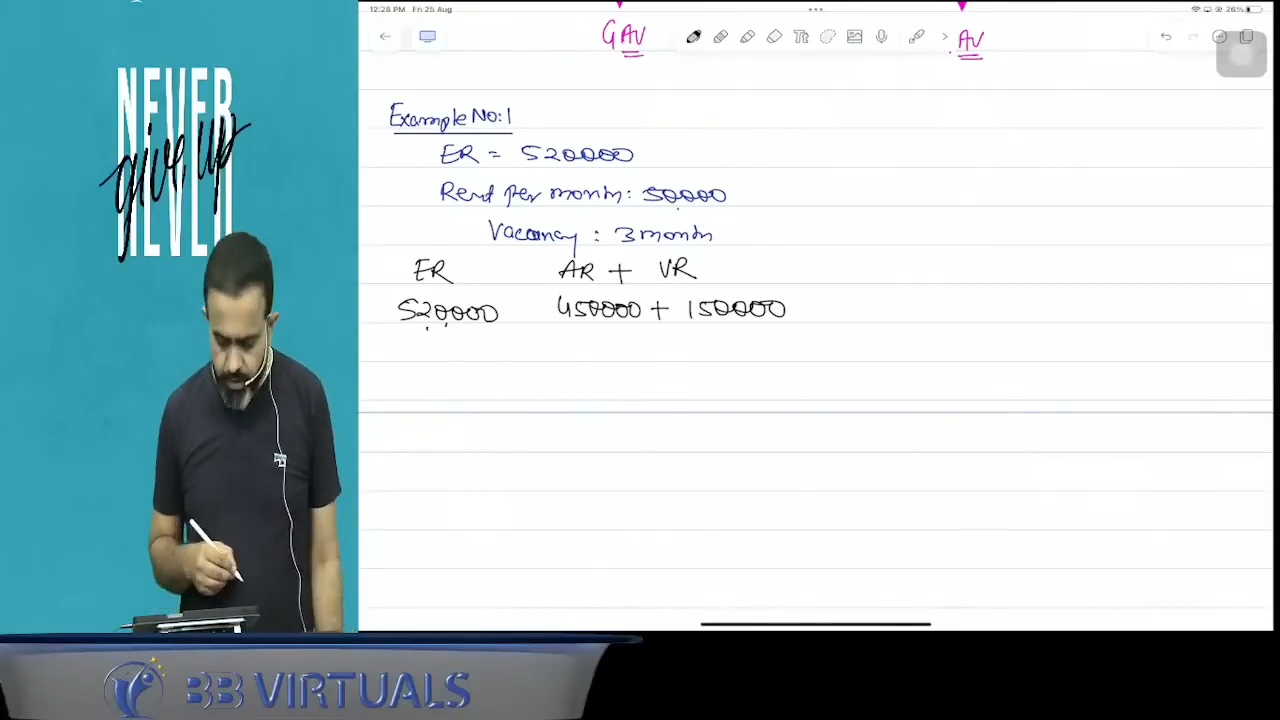 12:28 PM Fri 25 Aug
26%
GAV
AV
NEVER
give up
NEVER
Example No:1
ER = 520000
Rent per month: 50000
Vacancy : 3 month
ER AR + VR
520000 450000 + 150000
BB VIRTUALS